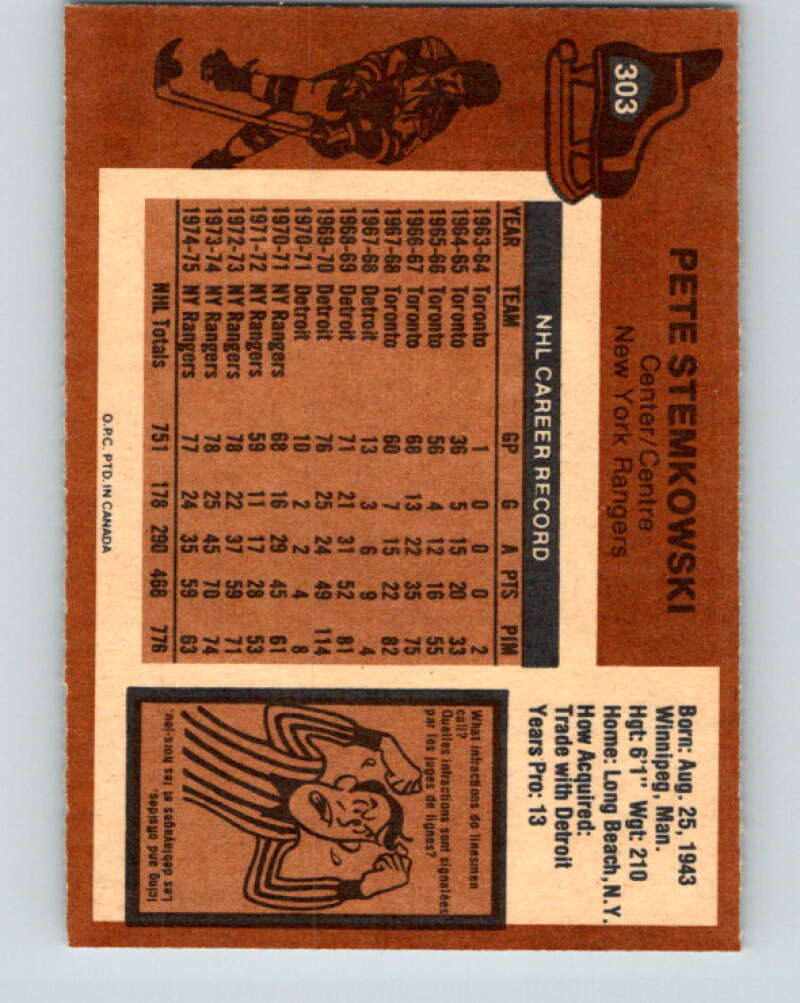 303
PETE STEMKOWSKI
Center/Centre
New York Rangers
Born: Aug. 25, 1943
Winnipeg, Man.
Hgt: 6'1" Wgt: 210
Home: Long Beach, N.Y.
How Acquired:
Trade with Detroit
Years Pro: 13
NHL CAREER RECORD
YEAR TEAM GP G A PTS PIM
1963-64 Toronto 1 0 0 0 2
1964-65 Toronto 36 5 15 20 33
1965-66 Toronto 56 4 12 16 55
1966-67 Toronto 68 13 22 35 75
1967-68 Toronto 60 7 15 22 82
1967-68 Detroit 13 3 6 9 4
1968-69 Detroit 71 21 31 52 81
1969-70 Detroit 76 25 24 49 114
1970-71 Detroit 10 2 2 4 8
1970-71 NY Rangers 68 16 29 45 61
1971-72 NY Rangers 59 11 17 28 53
1972-73 NY Rangers 78 22 37 59 71
1973-74 NY Rangers 78 25 45 70 74
1974-75 NY Rangers 77 24 35 59 63
NHL Totals 751 178 290 468 776
What infractions do linesmen
call?
Quelles infractions sont signalées
par les juges de lignes?
Icing and offsides.
Les dégagements et les hors-jeu.
O.P.C. PTD. IN CANADA